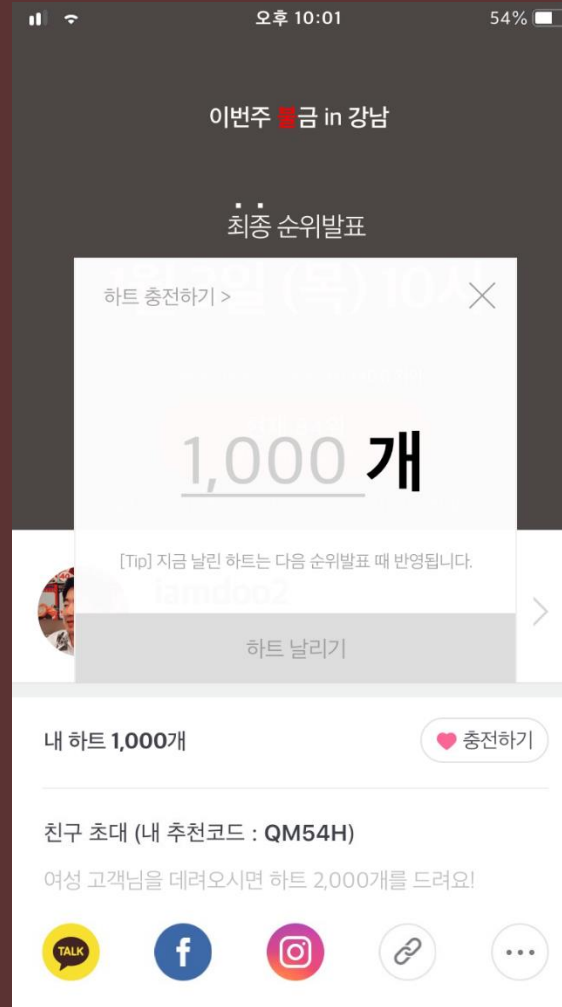 오후 10:01
54%
이번주 불금 in 강남
최종 순위발표
하트 충전하기 >
1,000 개
[Tip] 지금 날린 하트는 다음 순위발표 때 반영됩니다.
iamdoo2
하트 날리기
내 하트 1,000개
충전하기
친구 초대 (내 추천코드 : QM54H)
여성 고객님을 데려오시면 하트 2,000개를 드려요!
TALK